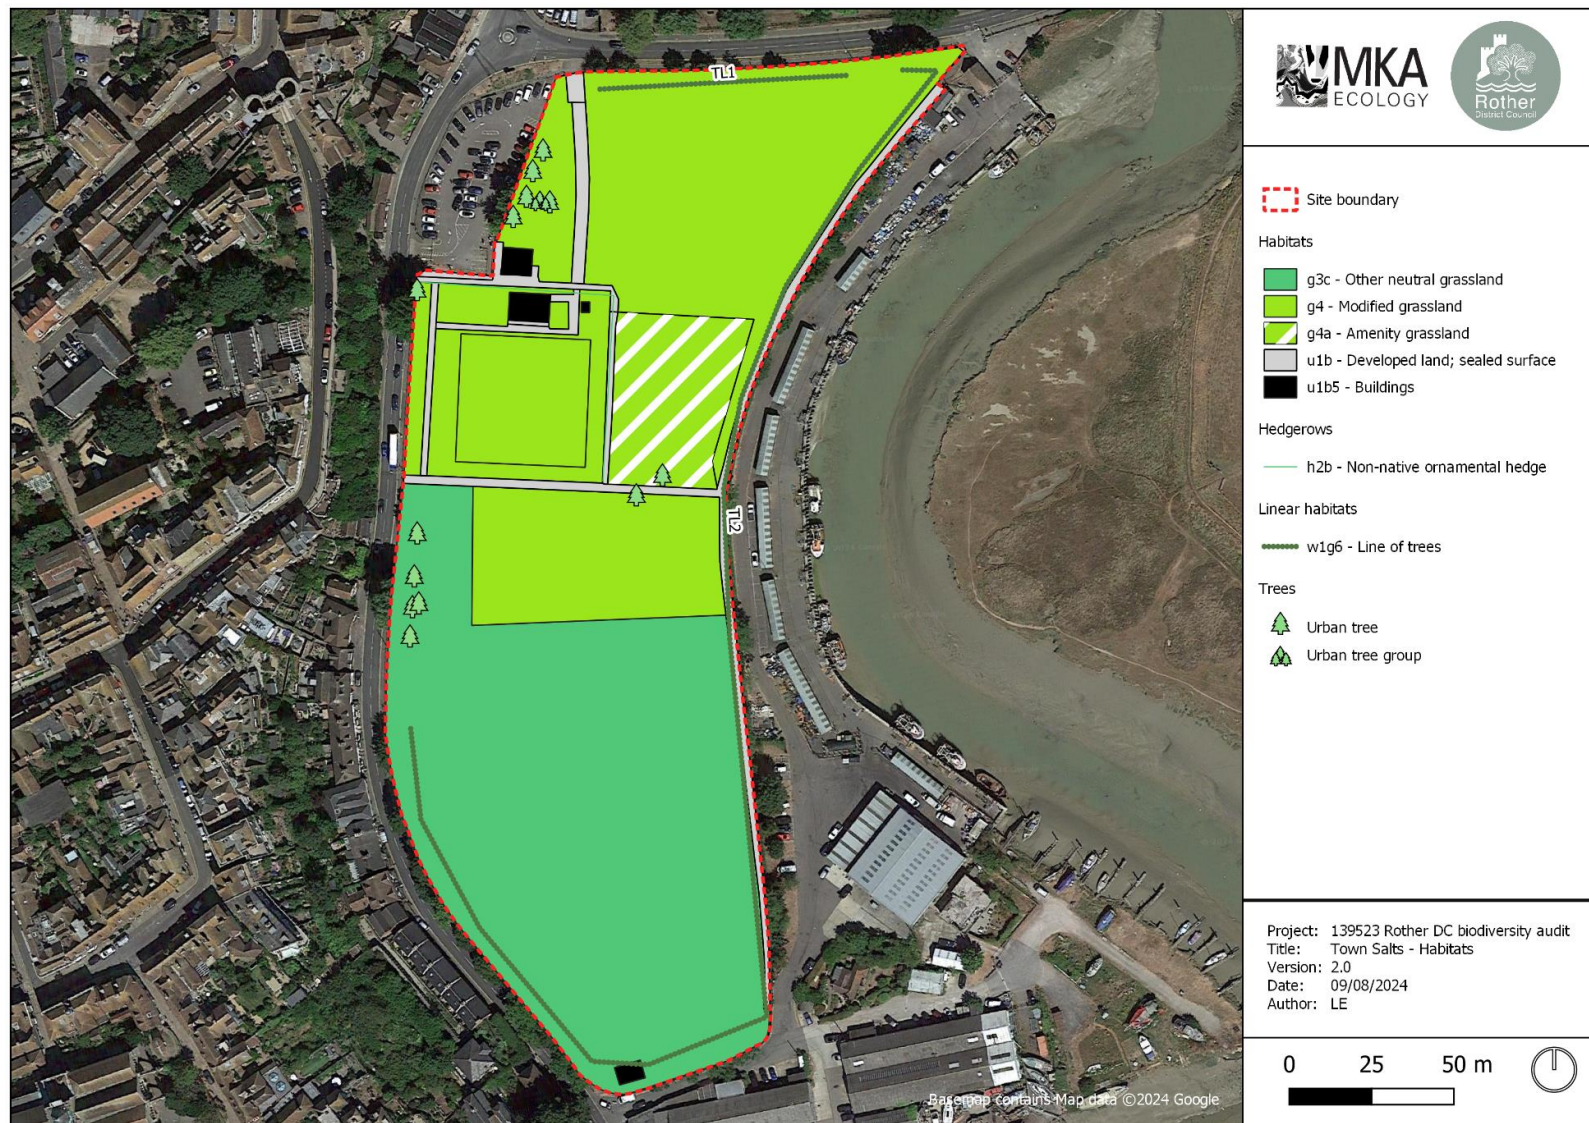 TL1
TL2
MKA
ECOLOGY
Rother
District Council
Site boundary
Habitats
g3c - Other neutral grassland
g4 - Modified grassland
g4a - Amenity grassland
u1b - Developed land; sealed surface
u1b5 - Buildings
Hedgerows
h2b - Non-native ornamental hedge
Linear habitats
w1g6 - Line of trees
Trees
Urban tree
Urban tree group
Project: 139523 Rother DC biodiversity audit
Title: Town Salts - Habitats
Version: 2.0
Date: 09/08/2024
Author: LE
0 25 50 m
Basemap contains Map data ©2024 Google